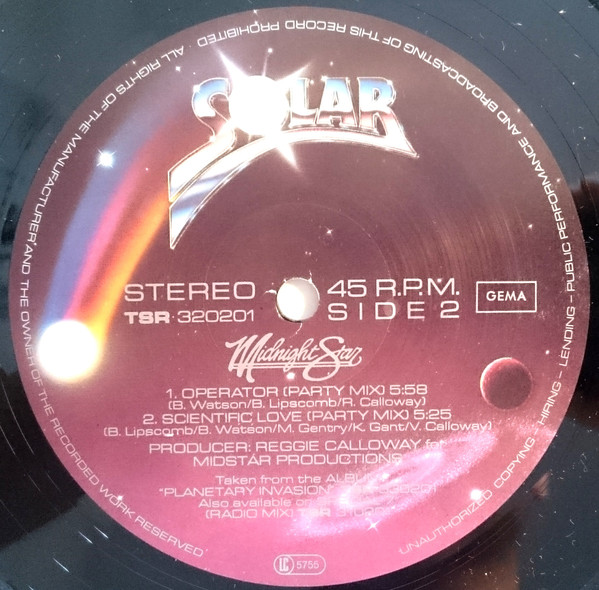 ALL RIGHTS OF THE MANUFACTURER AND THE OWNER OF THE RECORDED WORK RESERVED
UNAUTHORIZED COPYING - HIRING - LENDING - PUBLIC PERFORMANCE AND BROADCASTING OF THIS RECORD PROHIBITED
SOLAR
STEREO
TSR 320201
45 R.P.M.
SIDE 2
GEMA
Midnight Star
1. OPERATOR (PARTY MIX) 5:58
(B. Watson/B. Lipscomb/R. Calloway)
2. SCIENTIFIC LOVE (PARTY MIX) 5:25
(B. Lipscomb/B. Watson/M. Gentry/K. Gant/V. Calloway)
PRODUCER: REGGIE CALLOWAY for
MIDSTAR PRODUCTIONS
Taken from the ALBUM
"PLANETARY INVASION"
Also available on
(RADIO MIX) TSR
LC 5756